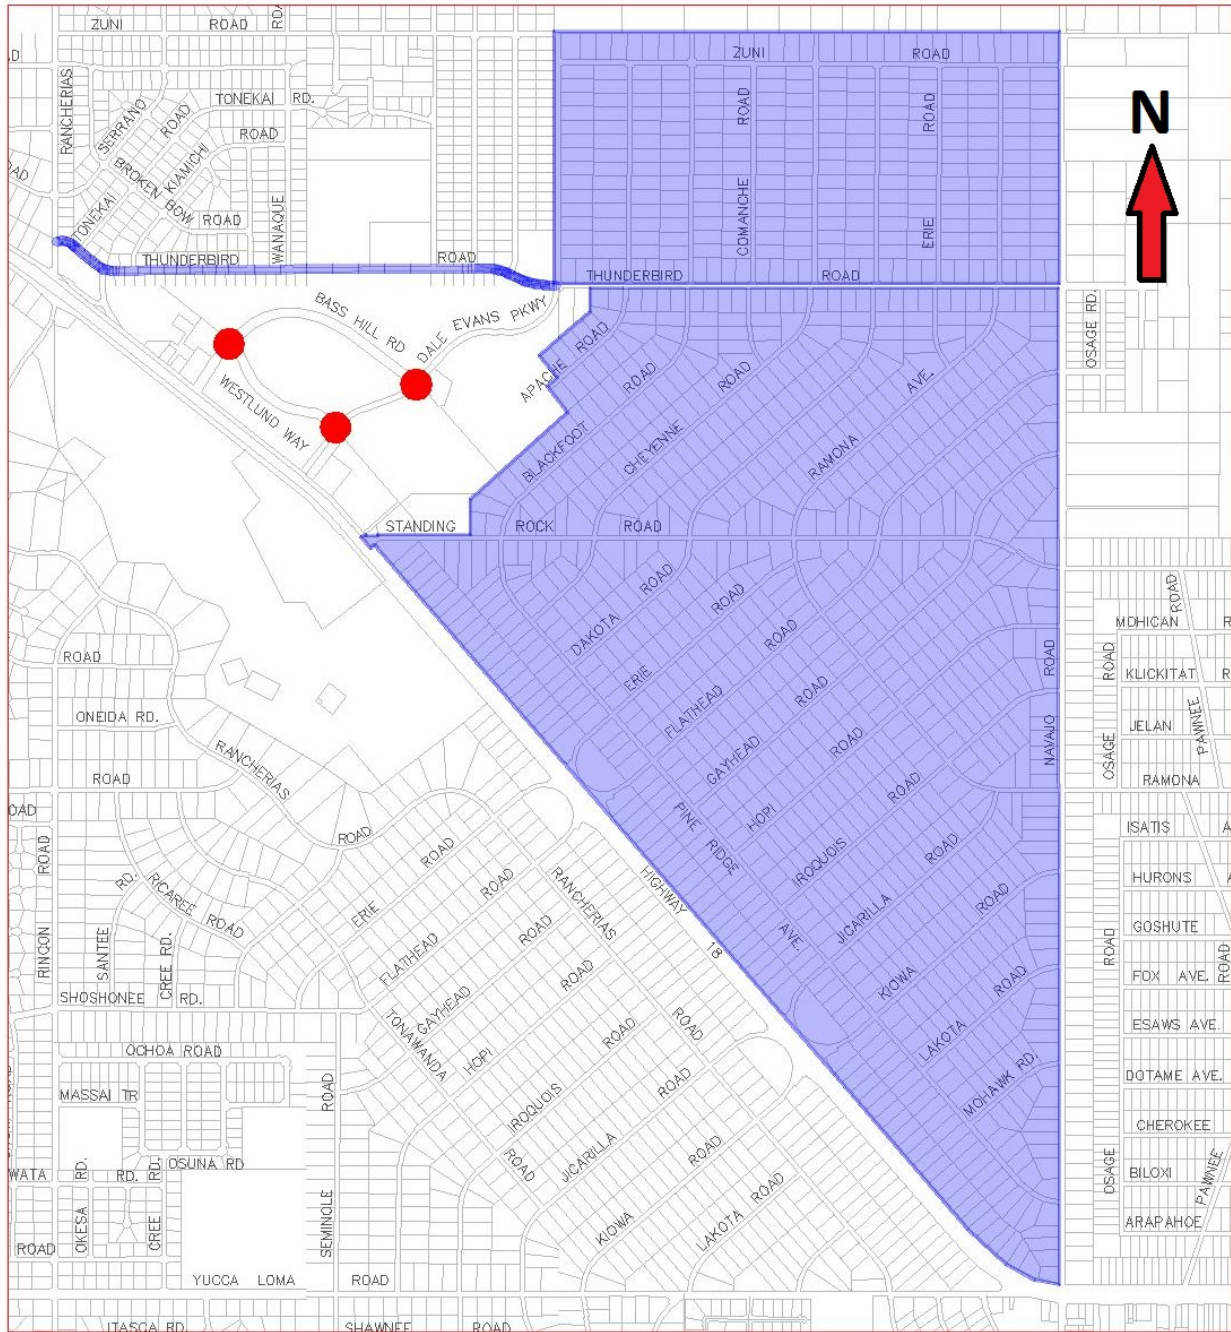 ZUNI ROAD
ZUNI ROAD
RANCHERIAS
SERRANO
ROAD
TONEKAI RD.
KIAMICHI
ROAD
BROKEN BOW
ROAD
TONEKAI
WANAQUE
THUNDERBIRD ROAD
THUNDERBIRD ROAD
COMANCHE ROAD
ERIE ROAD
N
OSAGE RD.
BASS HILL RD
DALE EVANS PKWY
WESTLUND WAY
APACHE ROAD
BLACKFOOT ROAD
CHEYENNE ROAD
RAMONA AVE.
STANDING ROCK ROAD
DAKOTA ROAD
ERIE ROAD
FLATHEAD ROAD
GAYHEAD ROAD
HOPI ROAD
IROQUOIS ROAD
JICARILLA ROAD
KIOWA ROAD
LAKOTA ROAD
MOHAWK RD.
PINE RIDGE AVE.
NAVAJO ROAD
HIGHWAY 18
ROAD
ONEIDA RD.
ROAD
RANCHERIAS ROAD
RINCON ROAD
RD.
RICAREE ROAD
SANTEE
CREE RD.
SHOSHONEE RD.
ERIE ROAD
FLATHEAD ROAD
GAYHEAD ROAD
HOPI ROAD
IROQUOIS ROAD
JICARILLA ROAD
KIOWA ROAD
LAKOTA ROAD
RANCHERIAS ROAD
TONAWANDA ROAD
OCHOA ROAD
MASSAI TR
OSUNA RD
WATA RD.
OKESA RD.
CREE RD.
SEMINOLE ROAD
ROAD
YUCCA LOMA ROAD
ITASCA RD.
SHAWNEE ROAD
MOHICAN
ROAD
PAWNEE
KLICKITAT
JELAN
RAMONA
OSAGE ROAD
ISATIS
HURONS
GOSHUTE
FOX AVE.
ROAD
ESAWS AVE.
DOTAME AVE.
CHEROKEE
BILOXI
PAWNEE
ARAPAHOE
OSAGE ROAD